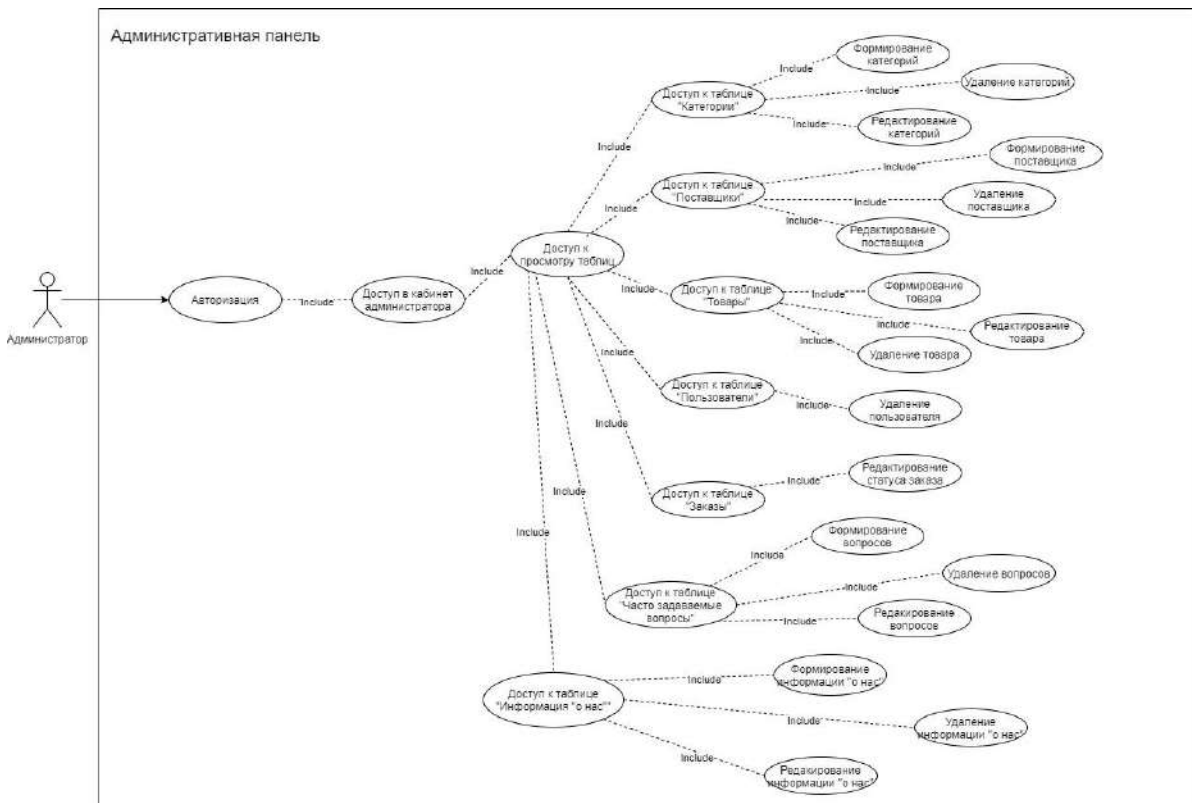 Административная панель
Формирование
категорий
Include
Доступ к таблице
"Категории"
Include
Удаление категорий
Include
Редактирование
категорий
Include
Формирование
поставщика
Include
Доступ к таблице
"Поставщики"
Include
Удаление
поставщика
Include
Include
Редактирование
поставщика
Доступ к
просмотру таблиц
Include
Авторизация
Include
Доступ в кабинет
администратора
Администратор
Include
Доступ к таблице
"Товары"
Include
Формирование
товара
Include
Редактирование
товара
Include
Удаление товара
Include
Доступ к таблице
"Пользователи"
Include
Удаление
пользователя
Include
Доступ к таблице
"Заказы"
Include
Редактирование
статуса заказа
Include
Формирование
вопросов
Include
Доступ к таблице
"Часто задаваемые
вопросы"
Include
Удаление вопросов
Include
Редакирование
вопросов
Include
Доступ к таблице
"Информация "о нас"
Include
Формирование
информации "о нас"
Include
Удаление
информации "о нас"
Include
Редакирование
информации "о нас"